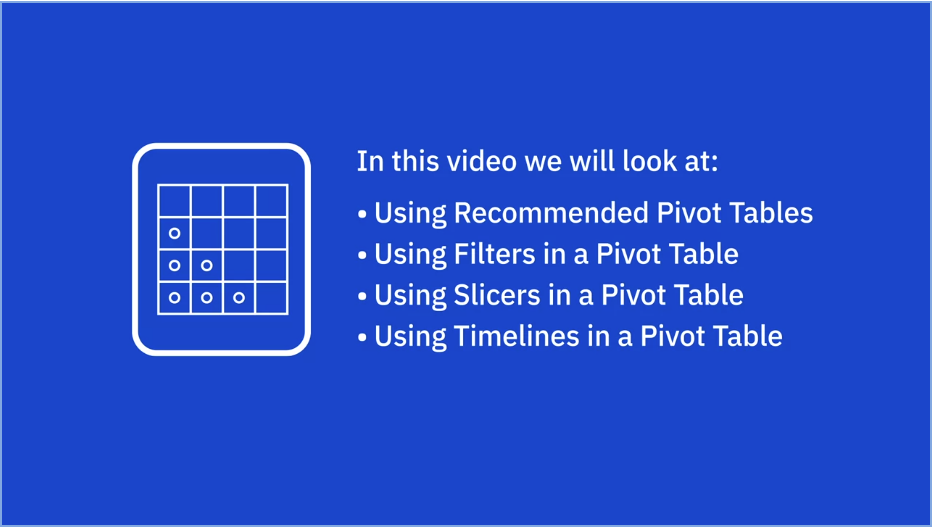 In this video we will look at:
• Using Recommended Pivot Tables
• Using Filters in a Pivot Table
• Using Slicers in a Pivot Table
• Using Timelines in a Pivot Table